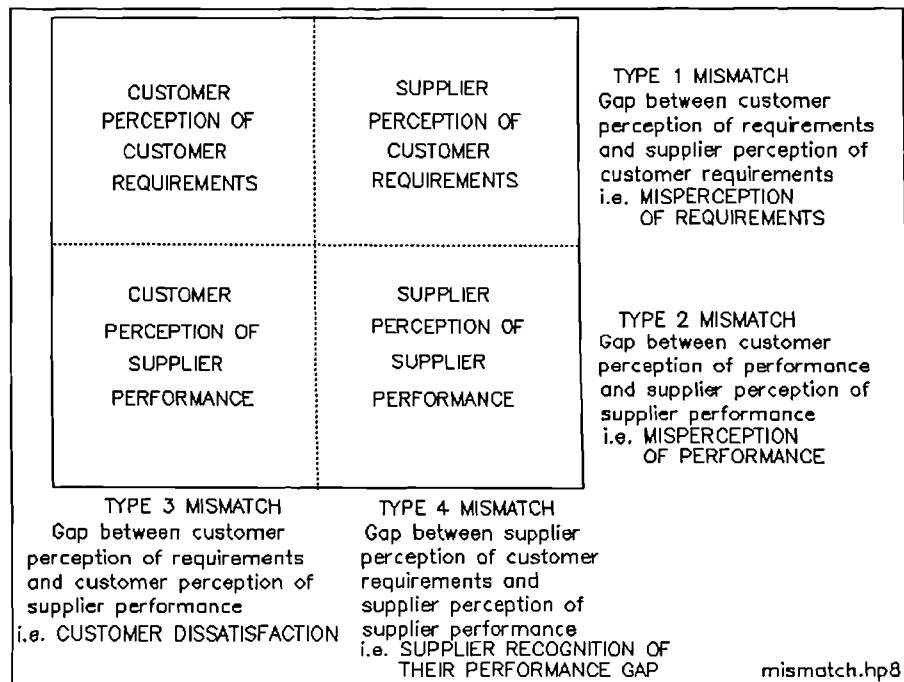 CUSTOMER
PERCEPTION OF
CUSTOMER
REQUIREMENTS
SUPPLIER
PERCEPTION OF
CUSTOMER
REQUIREMENTS
TYPE 1 MISMATCH
Gap between customer
perception of requirements
and supplier perception of
customer requirements
i.e. MISPERCEPTION
OF REQUIREMENTS
CUSTOMER
PERCEPTION OF
SUPPLIER
PERFORMANCE
SUPPLIER
PERCEPTION OF
SUPPLIER
PERFORMANCE
TYPE 2 MISMATCH
Gap between customer
perception of performance
and supplier perception of
supplier performance
i.e. MISPERCEPTION
OF PERFORMANCE
TYPE 3 MISMATCH
Gap between customer
perception of requirements
and customer perception of
supplier performance
i.e. CUSTOMER DISSATISFACTION
TYPE 4 MISMATCH
Gap between supplier
perception of customer
requirements and
supplier perception of
supplier performance
i.e. SUPPLIER RECOGNITION OF
THEIR PERFORMANCE GAP
mismatch.hp8